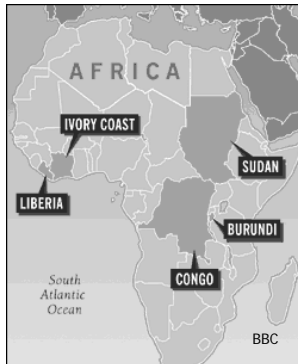 AFRICA
IVORY COAST
SUDAN
LIBERIA
BURUNDI
CONGO
South
Atlantic
Ocean
BBC